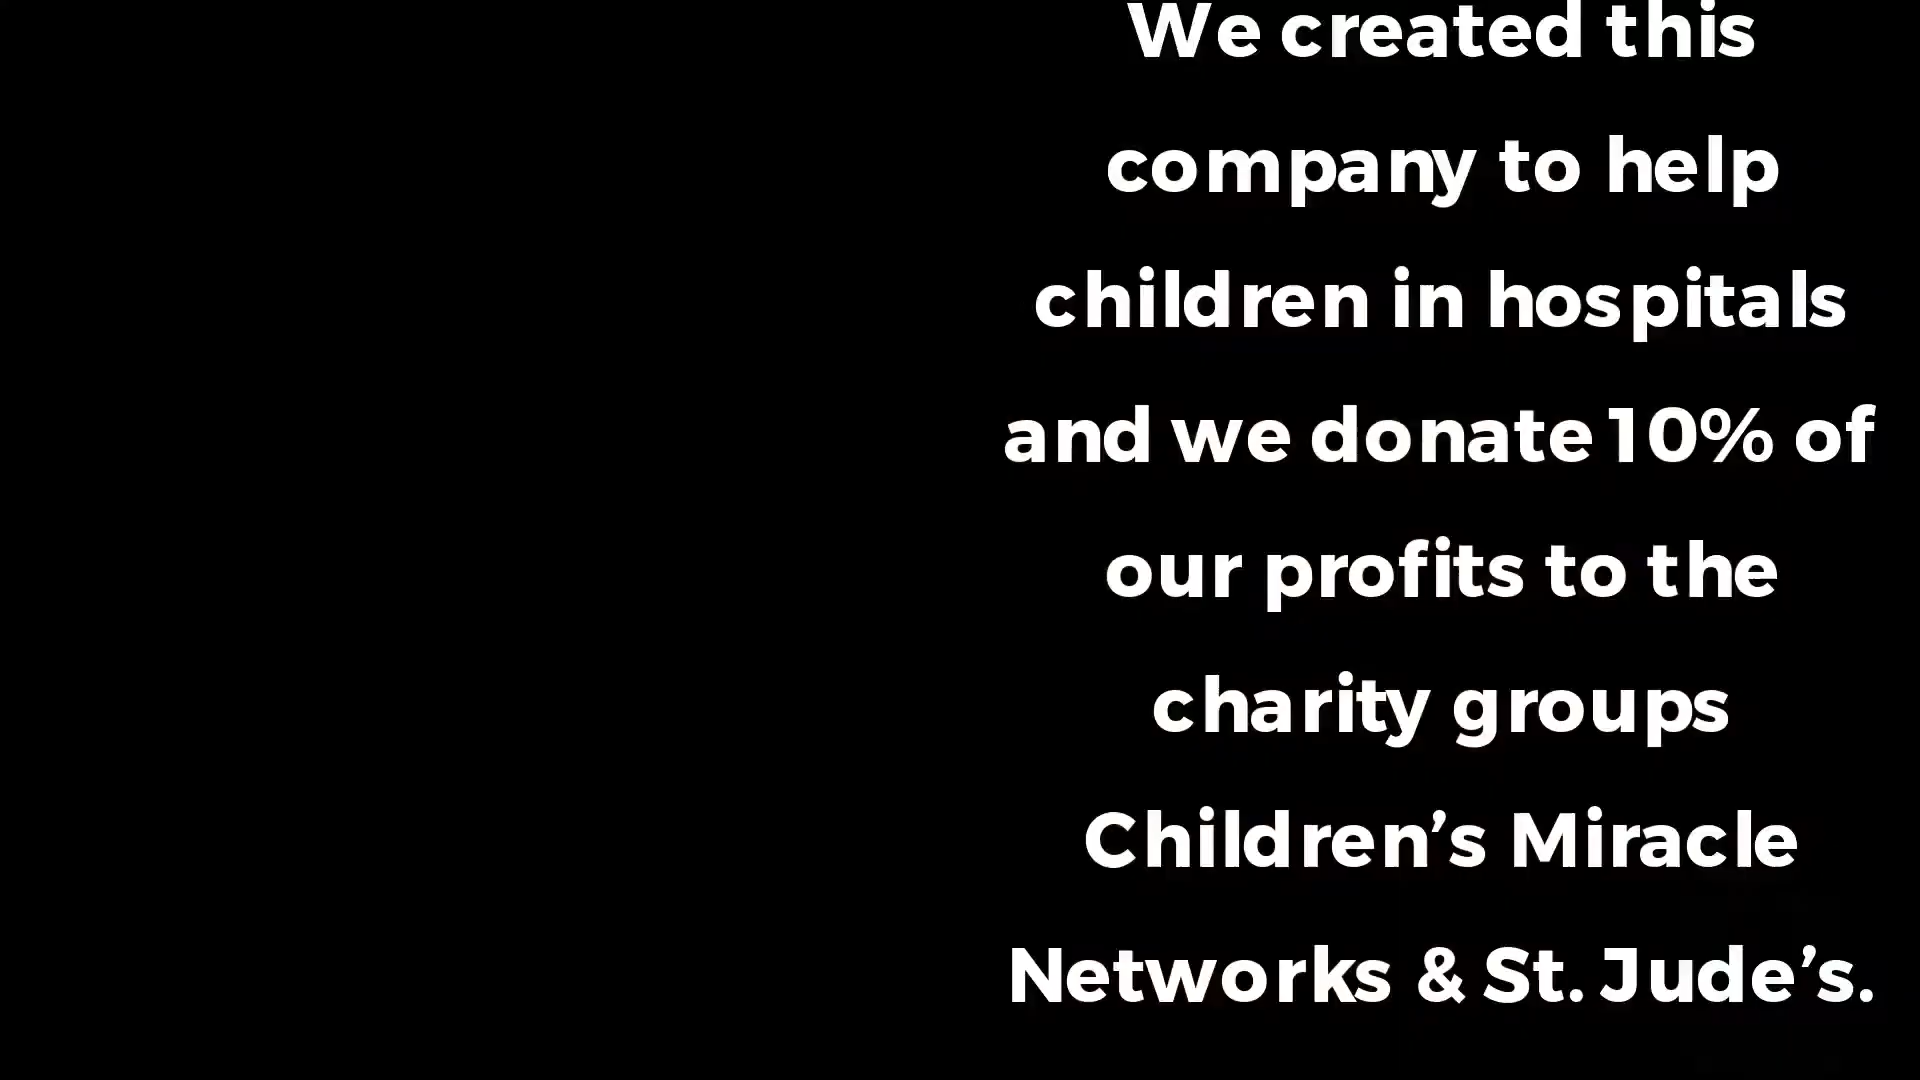 We created this
company to help
children in hospitals
and we donate 10% of
our profits to the
charity groups
Children’s Miracle
Networks & St. Jude’s.